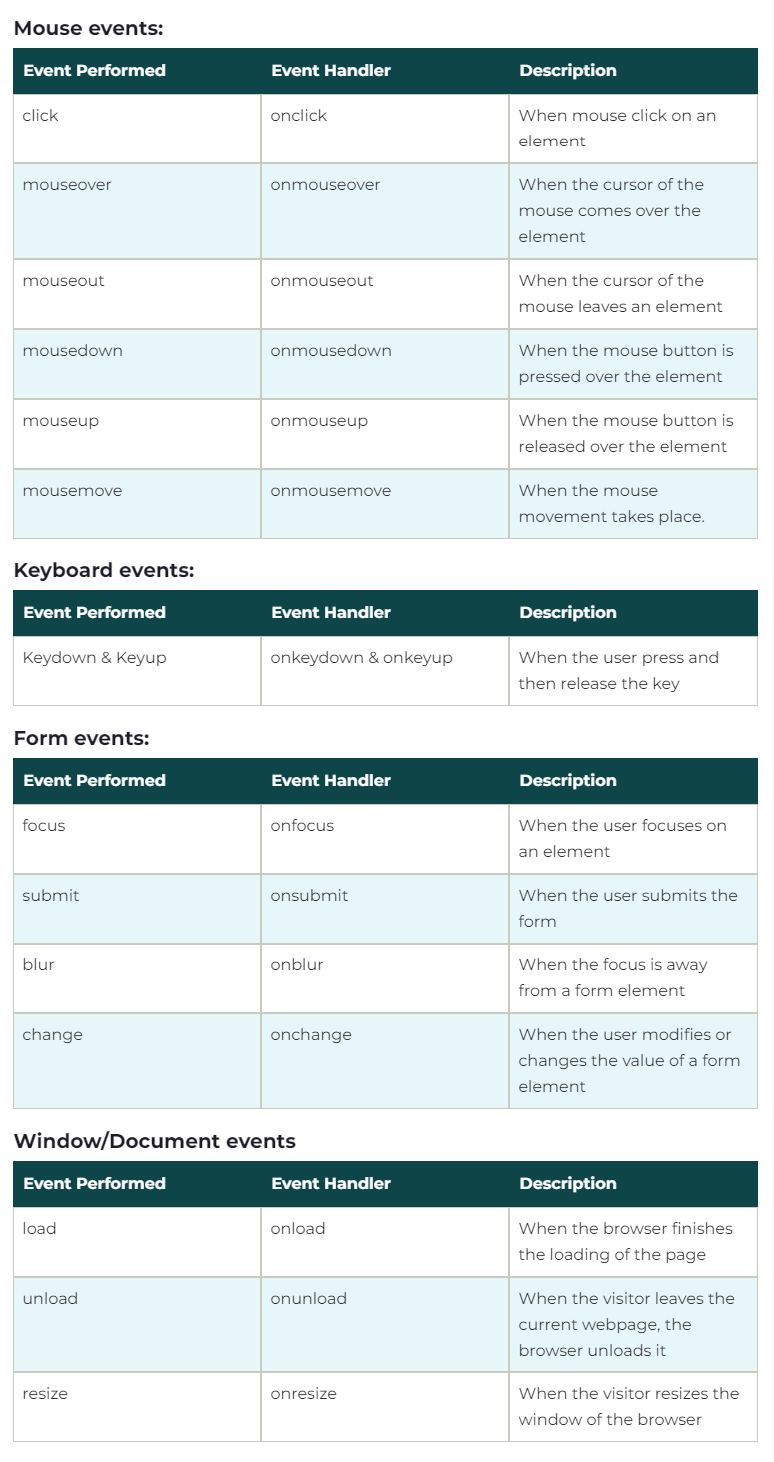 Mouse events:
Event Performed Event Handler Description
click onclick When mouse click on an
element
mouseover onmouseover When the cursor of the
mouse comes over the
element
mouseout onmouseout When the cursor of the
mouse leaves an element
mousedown onmousedown When the mouse button is
pressed over the element
mouseup onmouseup When the mouse button is
released over the element
mousemove onmousemove When the mouse
movement takes place.
Keyboard events:
Event Performed Event Handler Description
Keydown & Keyup onkeydown & onkeyup When the user press and
then release the key
Form events:
Event Performed Event Handler Description
focus onfocus When the user focuses on
an element
submit onsubmit When the user submits the
form
blur onblur When the focus is away
from a form element
change onchange When the user modifies or
changes the value of a form
element
Window/Document events
Event Performed Event Handler Description
load onload When the browser finishes
the loading of the page
unload onunload When the visitor leaves the
current webpage, the
browser unloads it
resize onresize When the visitor resizes the
window of the browser